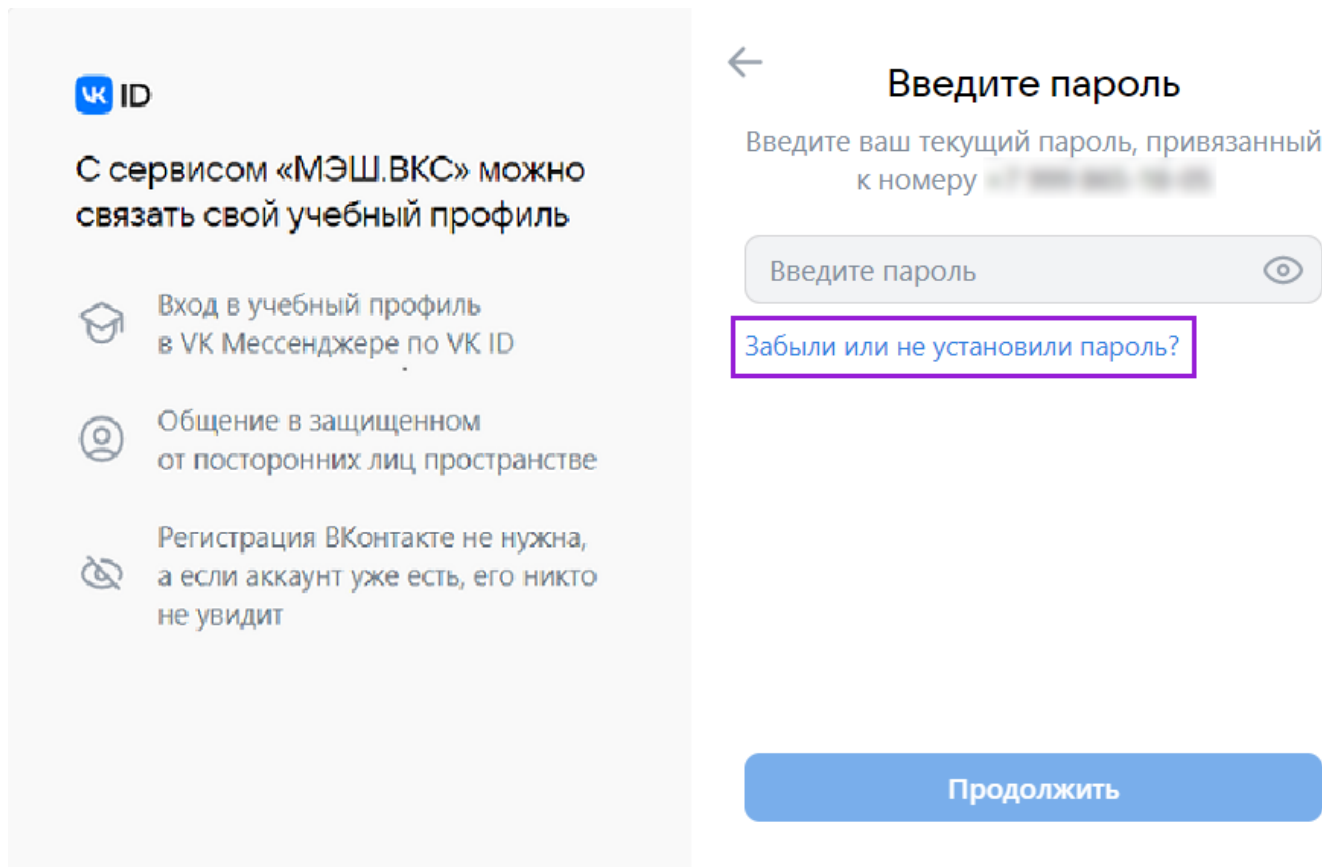 VK ID
С сервисом «МЭШ.ВКС» можно
связать свой учебный профиль
Вход в учебный профиль
в VK Мессенджере по VK ID
Общение в защищенном
от посторонних лиц пространстве
Регистрация ВКонтакте не нужна,
а если аккаунт уже есть, его никто
не увидит
Введите пароль
Введите ваш текущий пароль, привязанный
к номеру
Введите пароль
Забыли или не установили пароль?
Продолжить